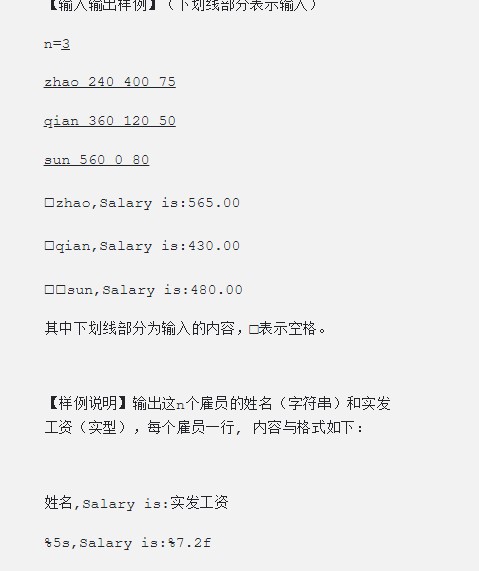 【输入输出样例】（下划线部分表示输入）
n=3
zhao 240 400 75
qian 360 120 50
sun 560 0 80
□zhao,Salary is:565.00
□qian,Salary is:430.00
□□sun,Salary is:480.00
其中下划线部分为输入的内容，□表示空格。
【样例说明】输出这n个雇员的姓名（字符串）和实发
工资（实型），每个雇员一行, 内容与格式如下：
姓名,Salary is:实发工资
%5s,Salary is:%7.2f